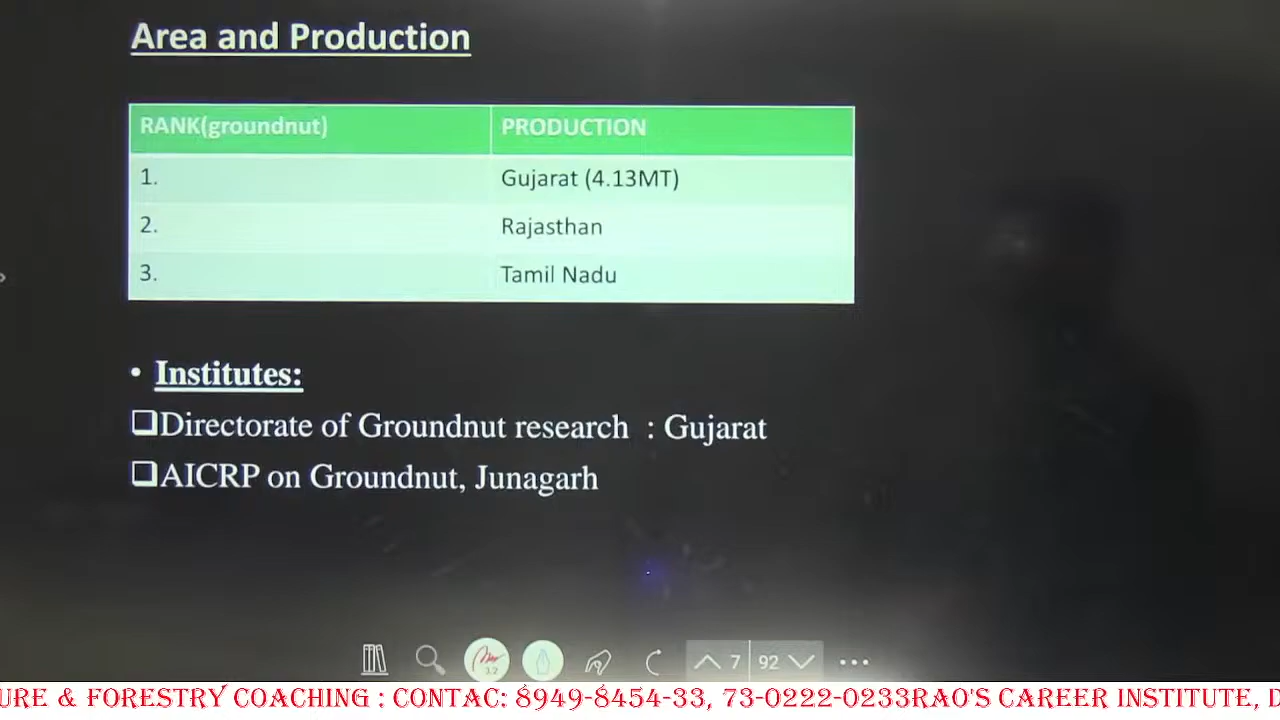 Area and Production
RANK(groundnut) PRODUCTION
1. Gujarat (4.13MT)
2. Rajasthan
3. Tamil Nadu
• Institutes:
❑Directorate of Groundnut research : Gujarat
❑AICRP on Groundnut, Junagarh
12
7 92
URE & FORESTRY COACHING : CONTAC: 8949-8454-33, 73-0222-0233RAO'S CAREER INSTITUTE, D